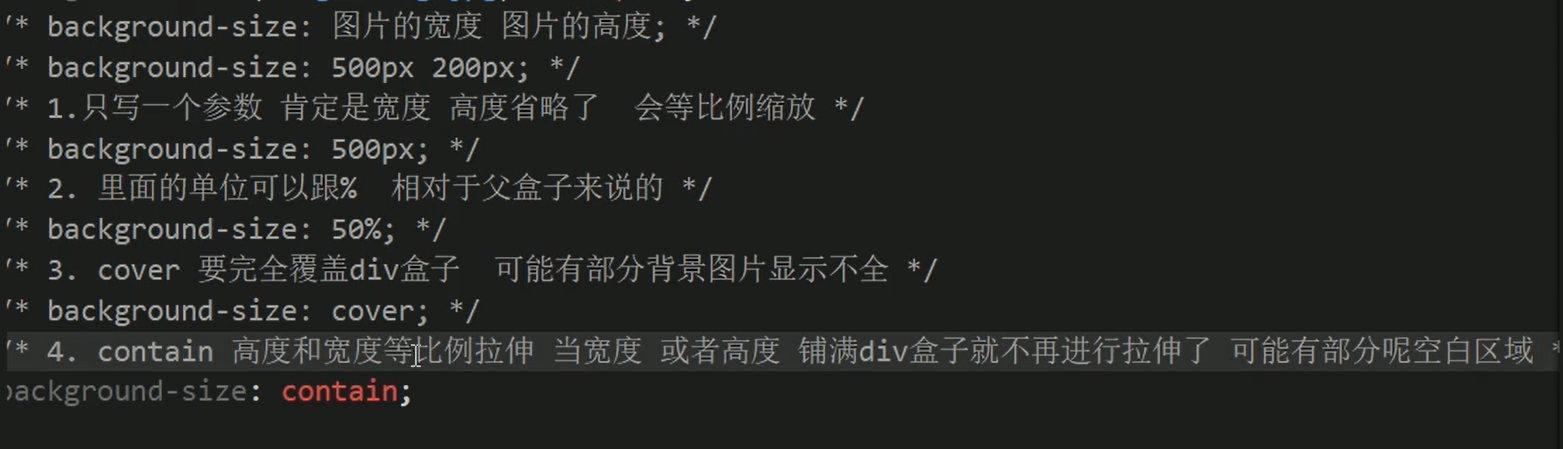 /* background-size: 图片的宽度 图片的高度; */
/* background-size: 500px 200px; */
/* 1.只写一个参数 肯定是宽度 高度省略了  会等比例缩放 */
/* background-size: 500px; */
/* 2. 里面的单位可以跟%  相对于父盒子来说的 */
/* background-size: 50%; */
/* 3. cover 要完全覆盖div盒子  可能有部分背景图片显示不全 */
/* background-size: cover; */
/* 4. contain 高度和宽度等比例拉伸 当宽度 或者高度 铺满div盒子就不再进行拉伸了 可能有部分呢空白区域 *
background-size: contain;